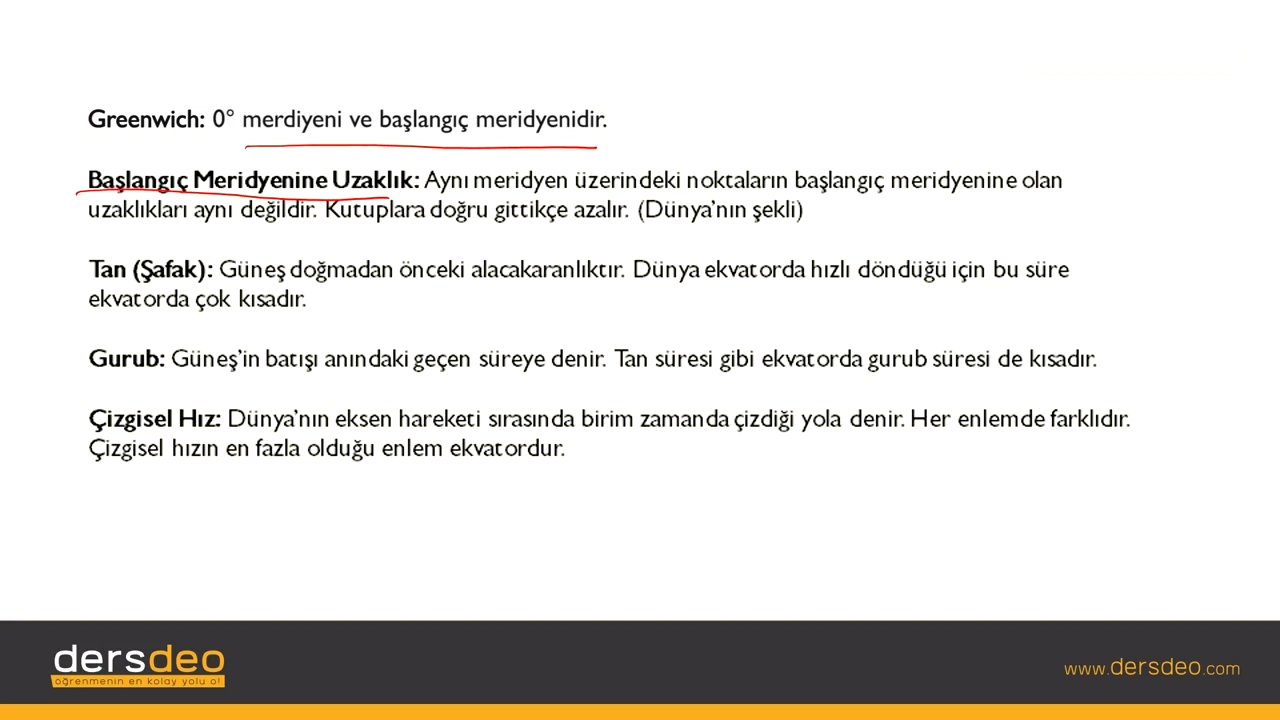 Greenwich: 0° merdiyeni ve başlangıç meridyenidir.
Başlangıç Meridyenine Uzaklık: Aynı meridyen üzerindeki noktaların başlangıç meridyenine olan
uzaklıkları aynı değildir. Kutuplara doğru gittikçe azalır. (Dünya'nın şekli)
Tan (Şafak): Güneş doğmadan önceki alacakaranlıktır. Dünya ekvatorda hızlı döndüğü için bu süre
ekvatorda çok kısadır.
Gurub: Güneş'in batışı anındaki geçen süreye denir. Tan süresi gibi ekvatorda gurub süresi de kısadır.
Çizgisel Hız: Dünya'nın eksen hareketi sırasında birim zamanda çizdiği yola denir. Her enlemde farklıdır.
Çizgisel hızın en fazla olduğu enlem ekvatordur.
dersdeo
öğrenmenin en kolay yolu o!
www.dersdeo.com